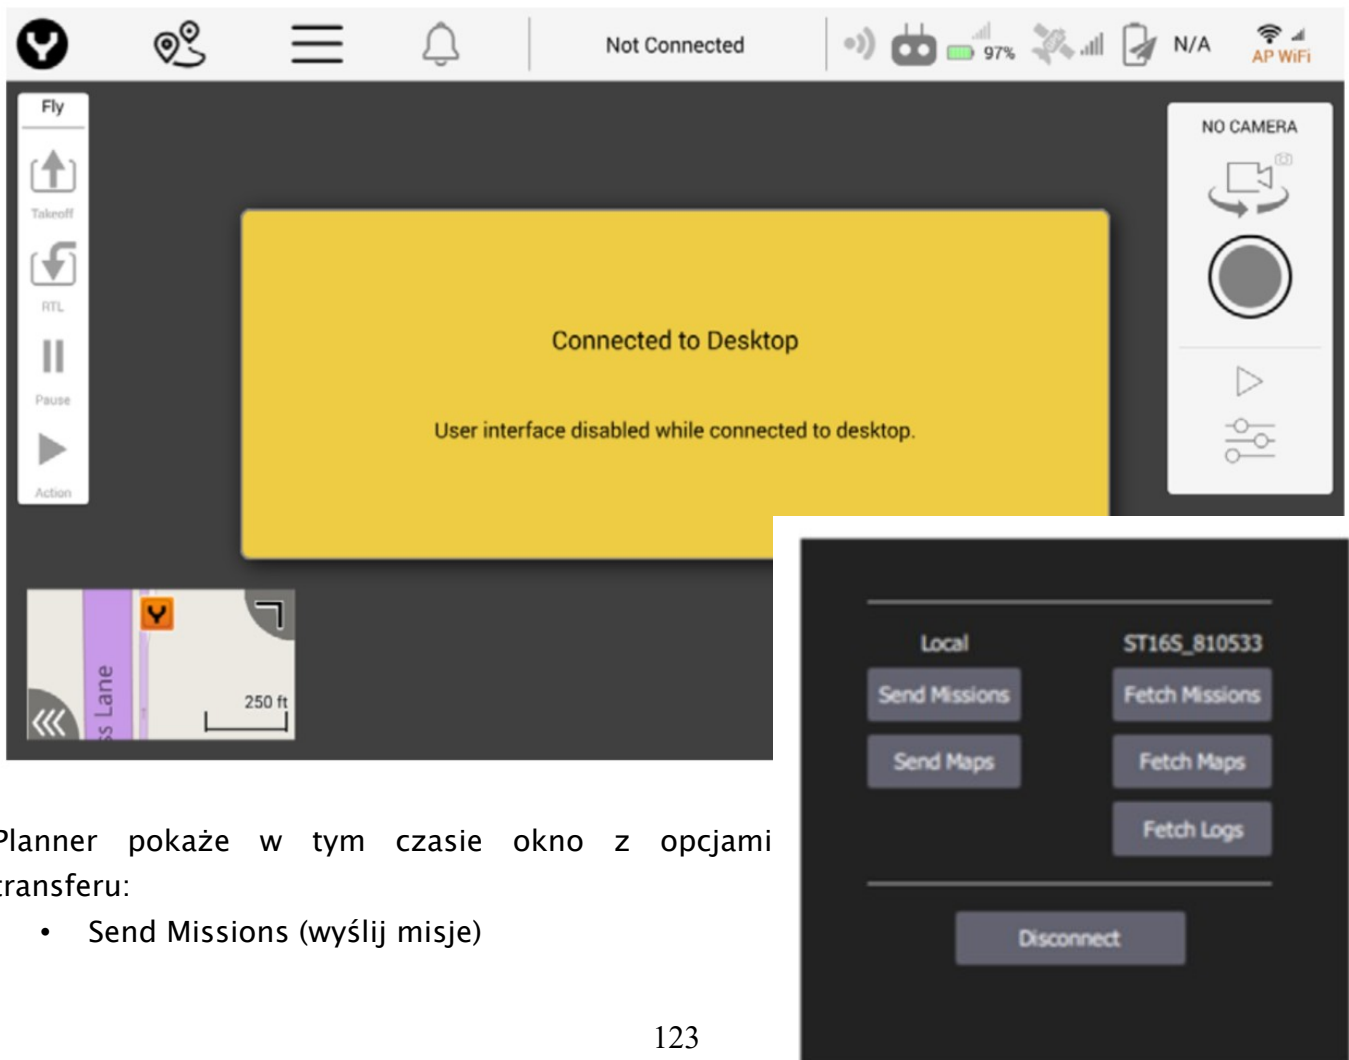 Not Connected
97%
N/A
AP WiFi
Fly
Takeoff
RTL
Pause
Action
NO CAMERA
Connected to Desktop
User interface disabled while connected to desktop.
ss Lane
250 ft
Local
ST16S_810533
Send Missions
Fetch Missions
Send Maps
Fetch Maps
Fetch Logs
Disconnect
Planner pokaże w tym czasie okno z opcjami
transferu:
• Send Missions (wyślij misje)
123